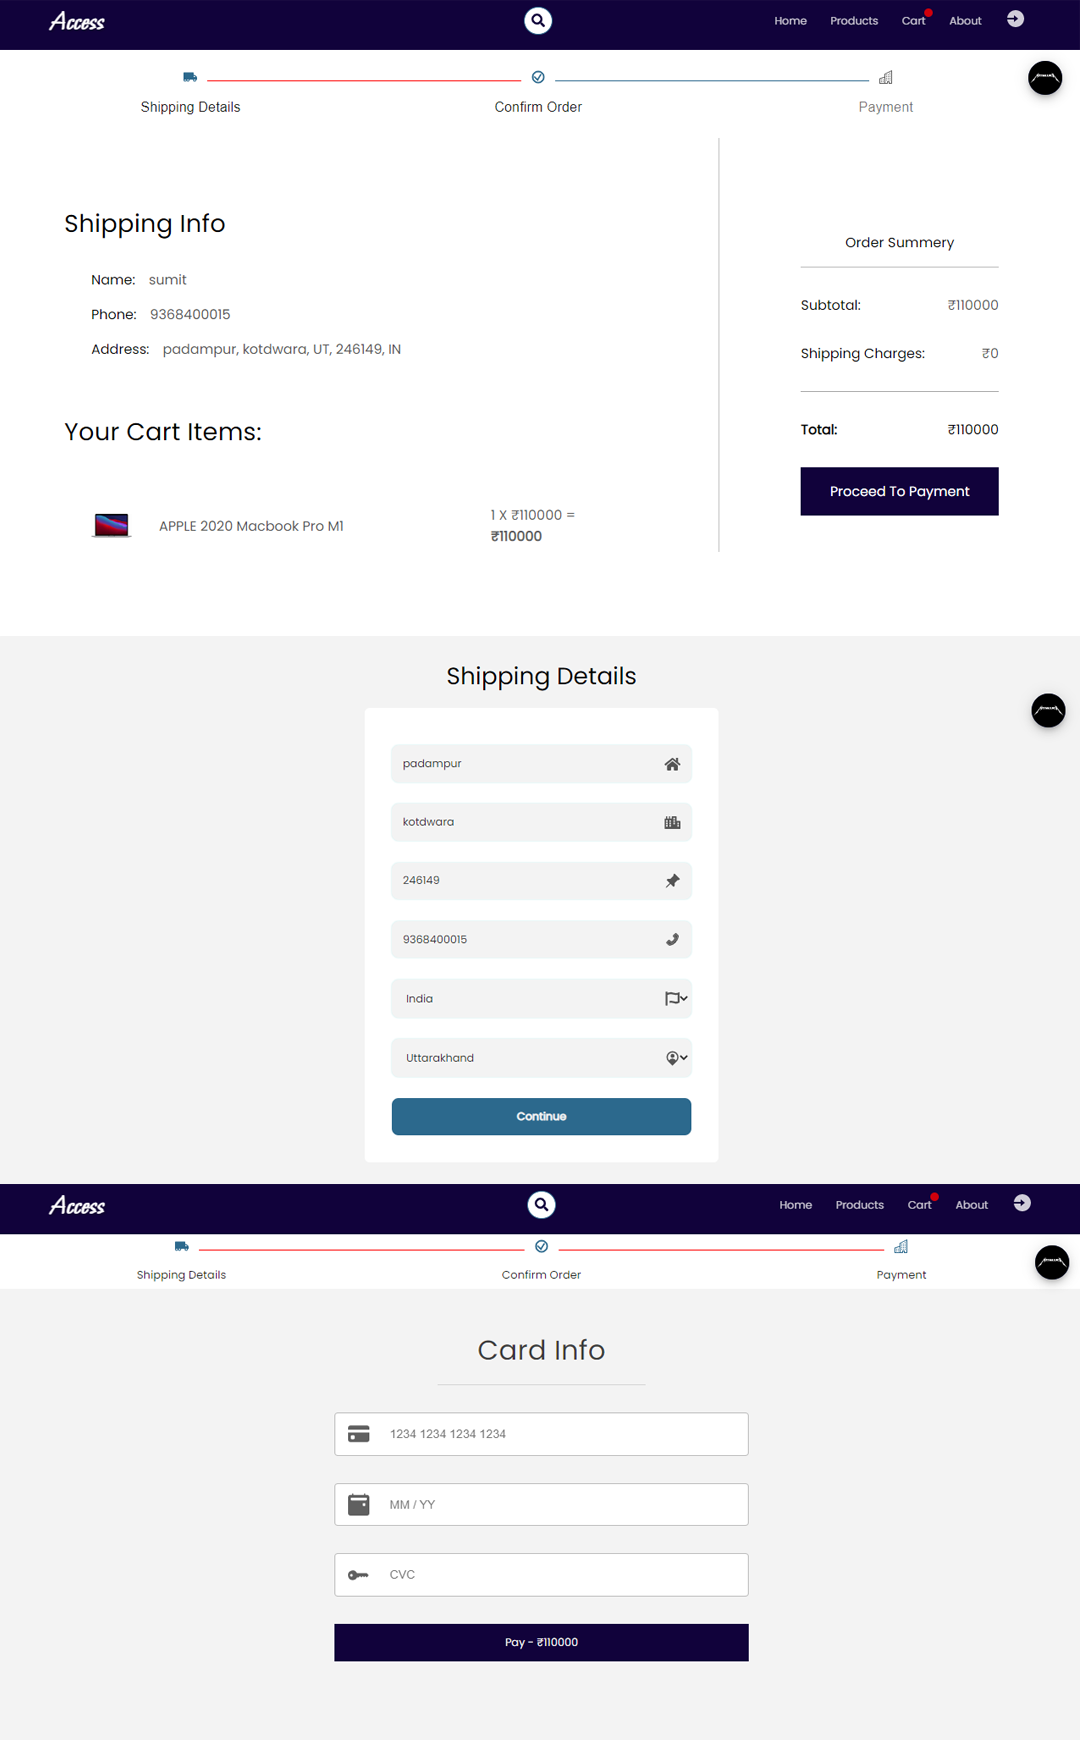 Access
Home Products Cart About
Shipping Details Confirm Order Payment
Shipping Info
Name: sumit
Phone: 9368400015
Address: padampur, kotdwara, UT, 246149, IN
Your Cart Items:
APPLE 2020 Macbook Pro M1
1 X ₹110000 =
₹110000
Order Summery
Subtotal: ₹110000
Shipping Charges: ₹0
Total: ₹110000
Proceed To Payment
Shipping Details
padampur
kotdwara
246149
9368400015
India
Uttarakhand
Continue
Access
Home Products Cart About
Shipping Details Confirm Order Payment
Card Info
1234 1234 1234 1234
MM / YY
CVC
Pay - ₹110000